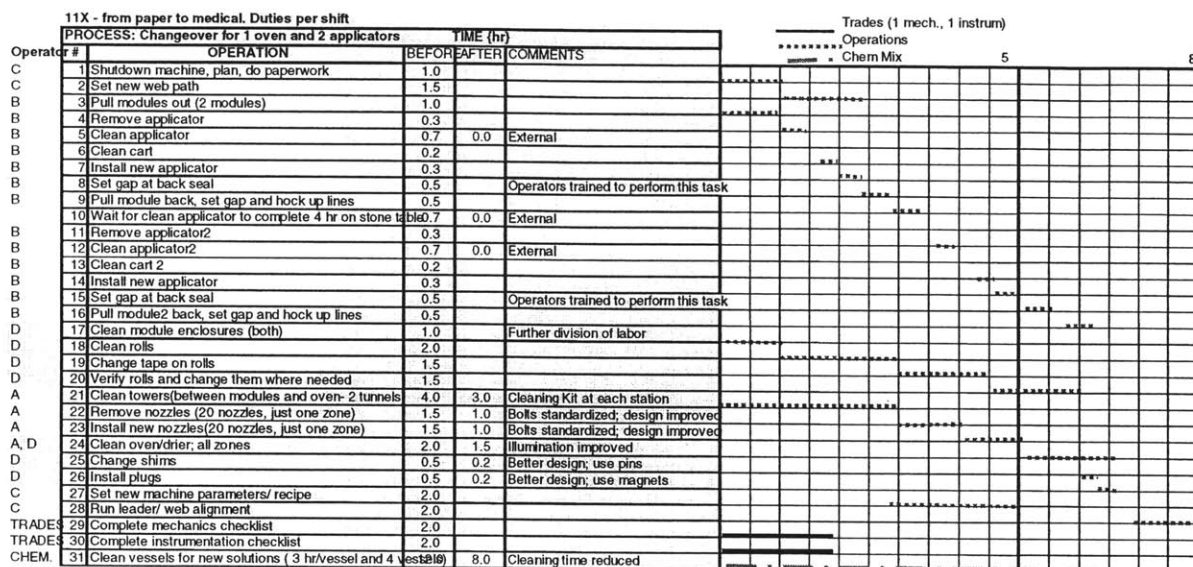 11X - from paper to medical. Duties per shift
Trades (1 mech., 1 instrum)
PROCESS: Changeover for 1 oven and 2 applicators TIME {hr}
Operations
Operator # OPERATION BEFORE AFTER COMMENTS
Chem Mix 5 8
C 1 Shutdown machine, plan, do paperwork 1.0
C 2 Set new web path 1.5
B 3 Pull modules out (2 modules) 1.0
B 4 Remove applicator 0.3
B 5 Clean applicator 0.7 0.0 External
B 6 Clean cart 0.2
B 7 Install new applicator 0.3
B 8 Set gap at back seal 0.5 Operators trained to perform this task
B 9 Pull module back, set gap and hock up lines 0.5
10 Wait for clean applicator to complete 4 hr on stone table 0.7 0.0 External
B 11 Remove applicator2 0.3
B 12 Clean applicator2 0.7 0.0 External
B 13 Clean cart 2 0.2
B 14 Install new applicator 0.3
B 15 Set gap at back seal 0.5 Operators trained to perform this task
B 16 Pull module2 back, set gap and hock up lines 0.5
D 17 Clean module enclosures (both) 1.0 Further division of labor
D 18 Clean rolls 2.0
D 19 Change tape on rolls 1.5
D 20 Verify rolls and change them where needed 1.5
A 21 Clean towers(between modules and oven- 2 tunnels 4.0 3.0 Cleaning Kit at each station
A 22 Remove nozzles (20 nozzles, just one zone) 1.5 1.0 Bolts standardized; design improved
A 23 Install new nozzles(20 nozzles, just one zone) 1.5 1.0 Bolts standardized; design improved
A, D 24 Clean oven/drier; all zones 2.0 1.5 Illumination improved
D 25 Change shims 0.5 0.2 Better design; use pins
D 26 Install plugs 0.5 0.2 Better design; use magnets
C 27 Set new machine parameters/ recipe 2.0
C 28 Run leader/ web alignment 2.0
TRADES 29 Complete mechanics checklist 2.0
TRADES 30 Complete instrumentation checklist 2.0
CHEM. 31 Clean vessels for new solutions ( 3 hr/vessel and 4 vessels) 8.0 Cleaning time reduced